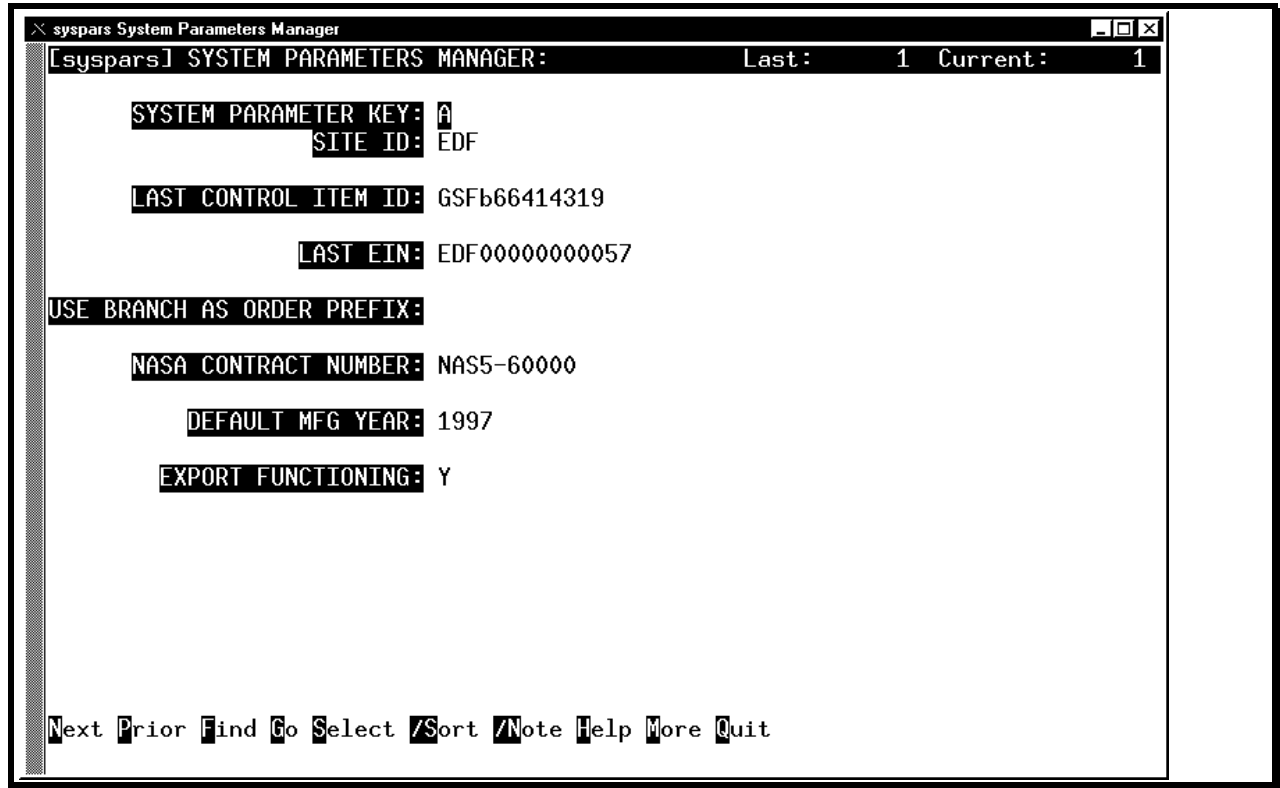 syspars System Parameters Manager
[syspars] SYSTEM PARAMETERS MANAGER: Last: 1 Current: 1
SYSTEM PARAMETER KEY: A
SITE ID: EDF
LAST CONTROL ITEM ID: GSFb66414319
LAST EIN: EDF00000000057
USE BRANCH AS ORDER PREFIX:
NASA CONTRACT NUMBER: NAS5-60000
DEFAULT MFG YEAR: 1997
EXPORT FUNCTIONING: Y
Next Prior Find Go Select /Sort /Note Help More Quit